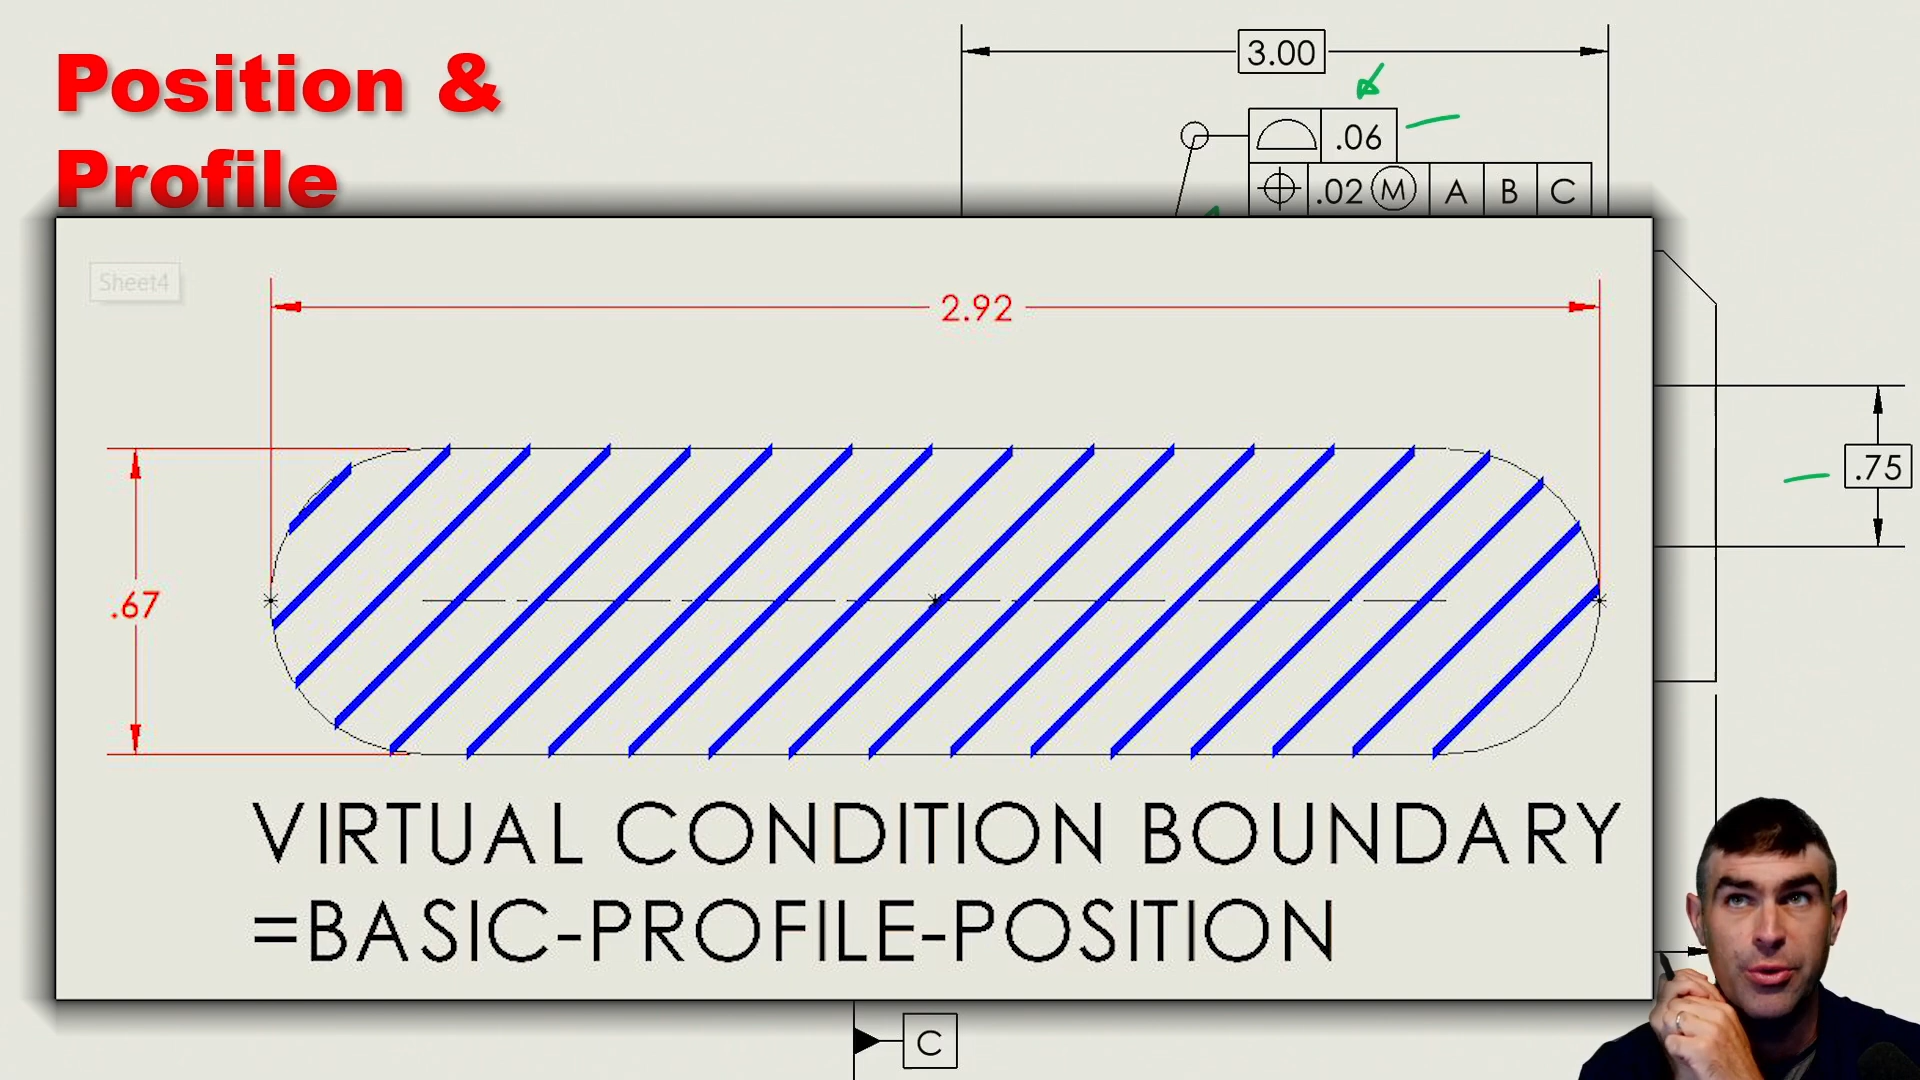 Position &
Profile
3.00
.06
.02 M A B C
Sheet4
2.92
.75
.67
VIRTUAL CONDITION BOUNDARY
=BASIC-PROFILE-POSITION
C